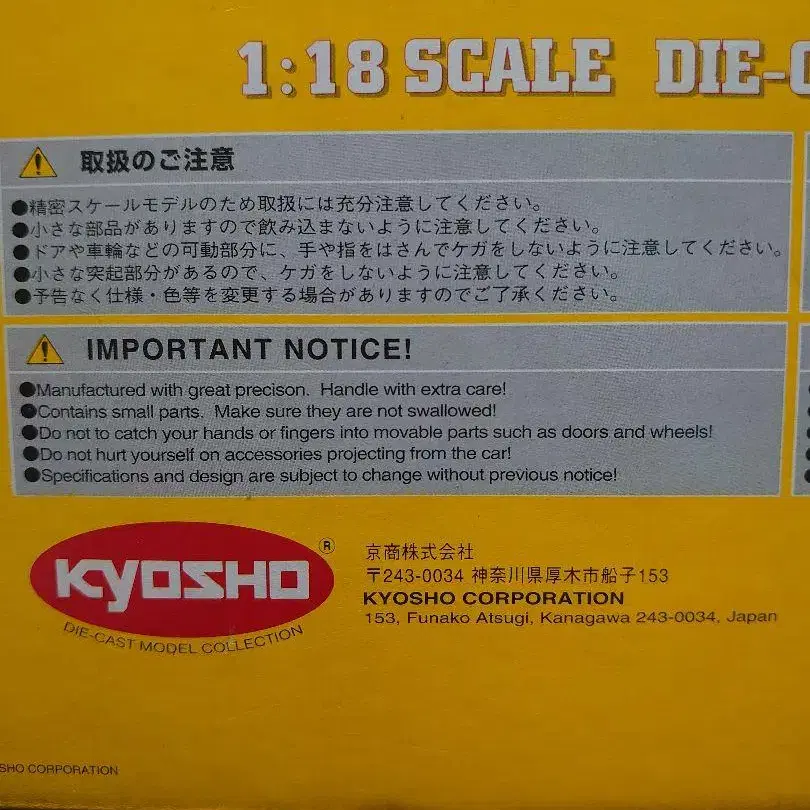 1:18 SCALE DIE-C
取扱のご注意
●精密スケールモデルのため取扱には充分注意してください。
●小さな部品がありますので飲み込まないように注意してください。
●ドアや車輪などの可動部分に、手や指をはさんでケガをしないように注意してください。
●小さな突起部分があるので、ケガをしないように注意してください。
●予告なく仕様・色等を変更する場合がありますのでご了承ください。
IMPORTANT NOTICE!
●Manufactured with great precison. Handle with extra care!
●Contains small parts. Make sure they are not swallowed!
●Do not to catch your hands or fingers into movable parts such as doors and wheels!
●Do not hurt yourself on accessories projecting from the car!
●Specifications and design are subject to change without previous notice!
KYOSHO ®
DIE-CAST MODEL COLLECTION
京商株式会社
〒243-0034 神奈川県厚木市船子153
KYOSHO CORPORATION
153, Funako Atsugi, Kanagawa 243-0034, Japan
SHO CORPORATION